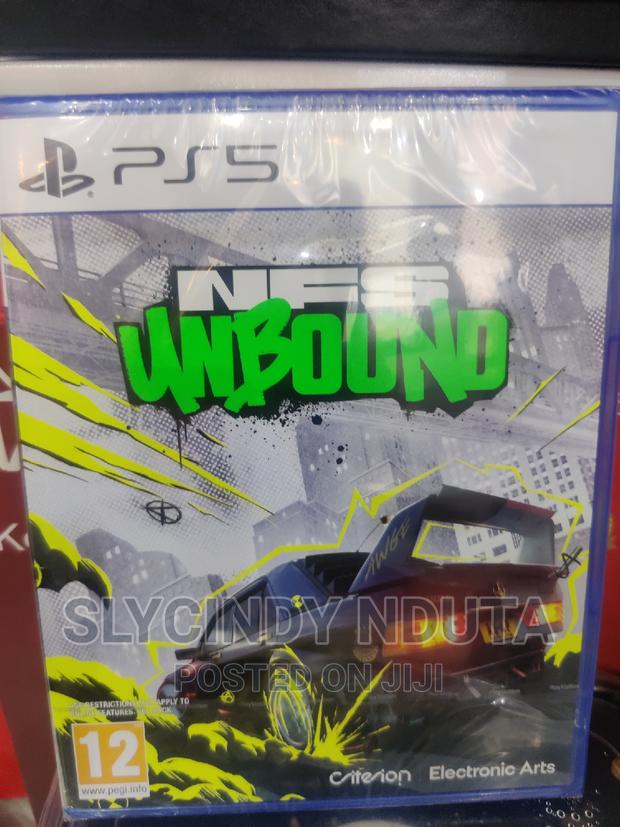 PS5
NFS
UNBOUND
SLYCINDY NDUTA
POSTED ON JIJI
12
www.pegi.info
Criterion Electronic Arts